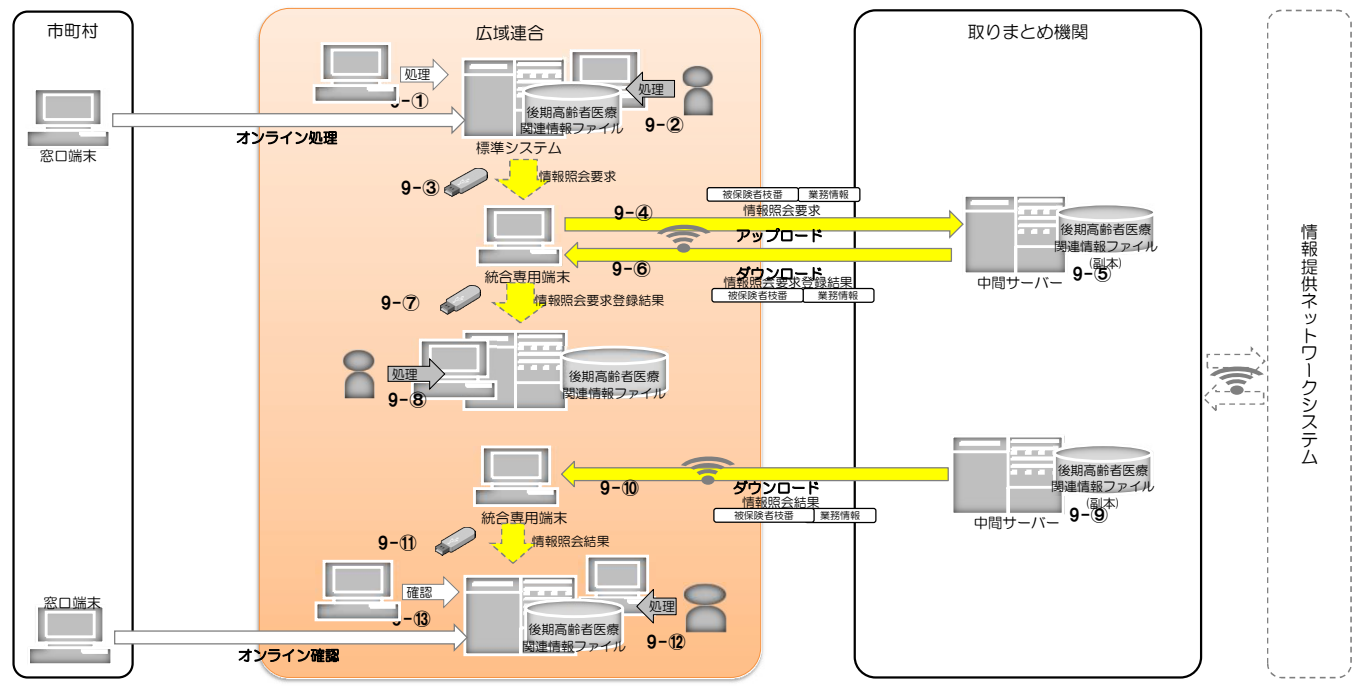 市町村
広域連合
取りまとめ機関
処理
9-①
処理
9-②
後期高齢者医療
関連情報ファイル
標準システム
窓口端末
オンライン処理
9-③
情報照会要求
被保険者枝番
業務情報
9-④
情報照会要求
アップロード
後期高齢者医療
関連情報ファイル
(副本)
9-⑤
中間サーバー
統合専用端末
9-⑥
ダウンロード
情報照会要求登録結果
被保険者枝番
業務情報
9-⑦
情報照会要求登録結果
処理
9-⑧
後期高齢者医療
関連情報ファイル
情報提供ネットワークシステム
統合専用端末
9-⑩
ダウンロード
情報照会結果
被保険者枝番
業務情報
後期高齢者医療
関連情報ファイル
(副本)
9-⑨
中間サーバー
9-⑪
情報照会結果
確認
9-⑬
処理
9-⑫
後期高齢者医療
関連情報ファイル
窓口端末
オンライン確認